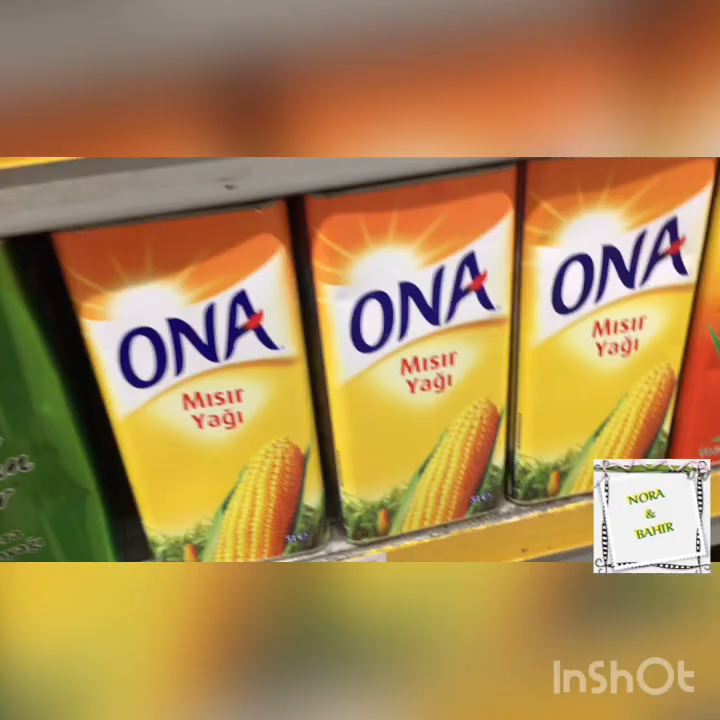 ONA
Mısır
Yağı
ONA
Mısır
Yağı
ONA
Mısır
Yağı
NORA
&
BAHIR
InShOt